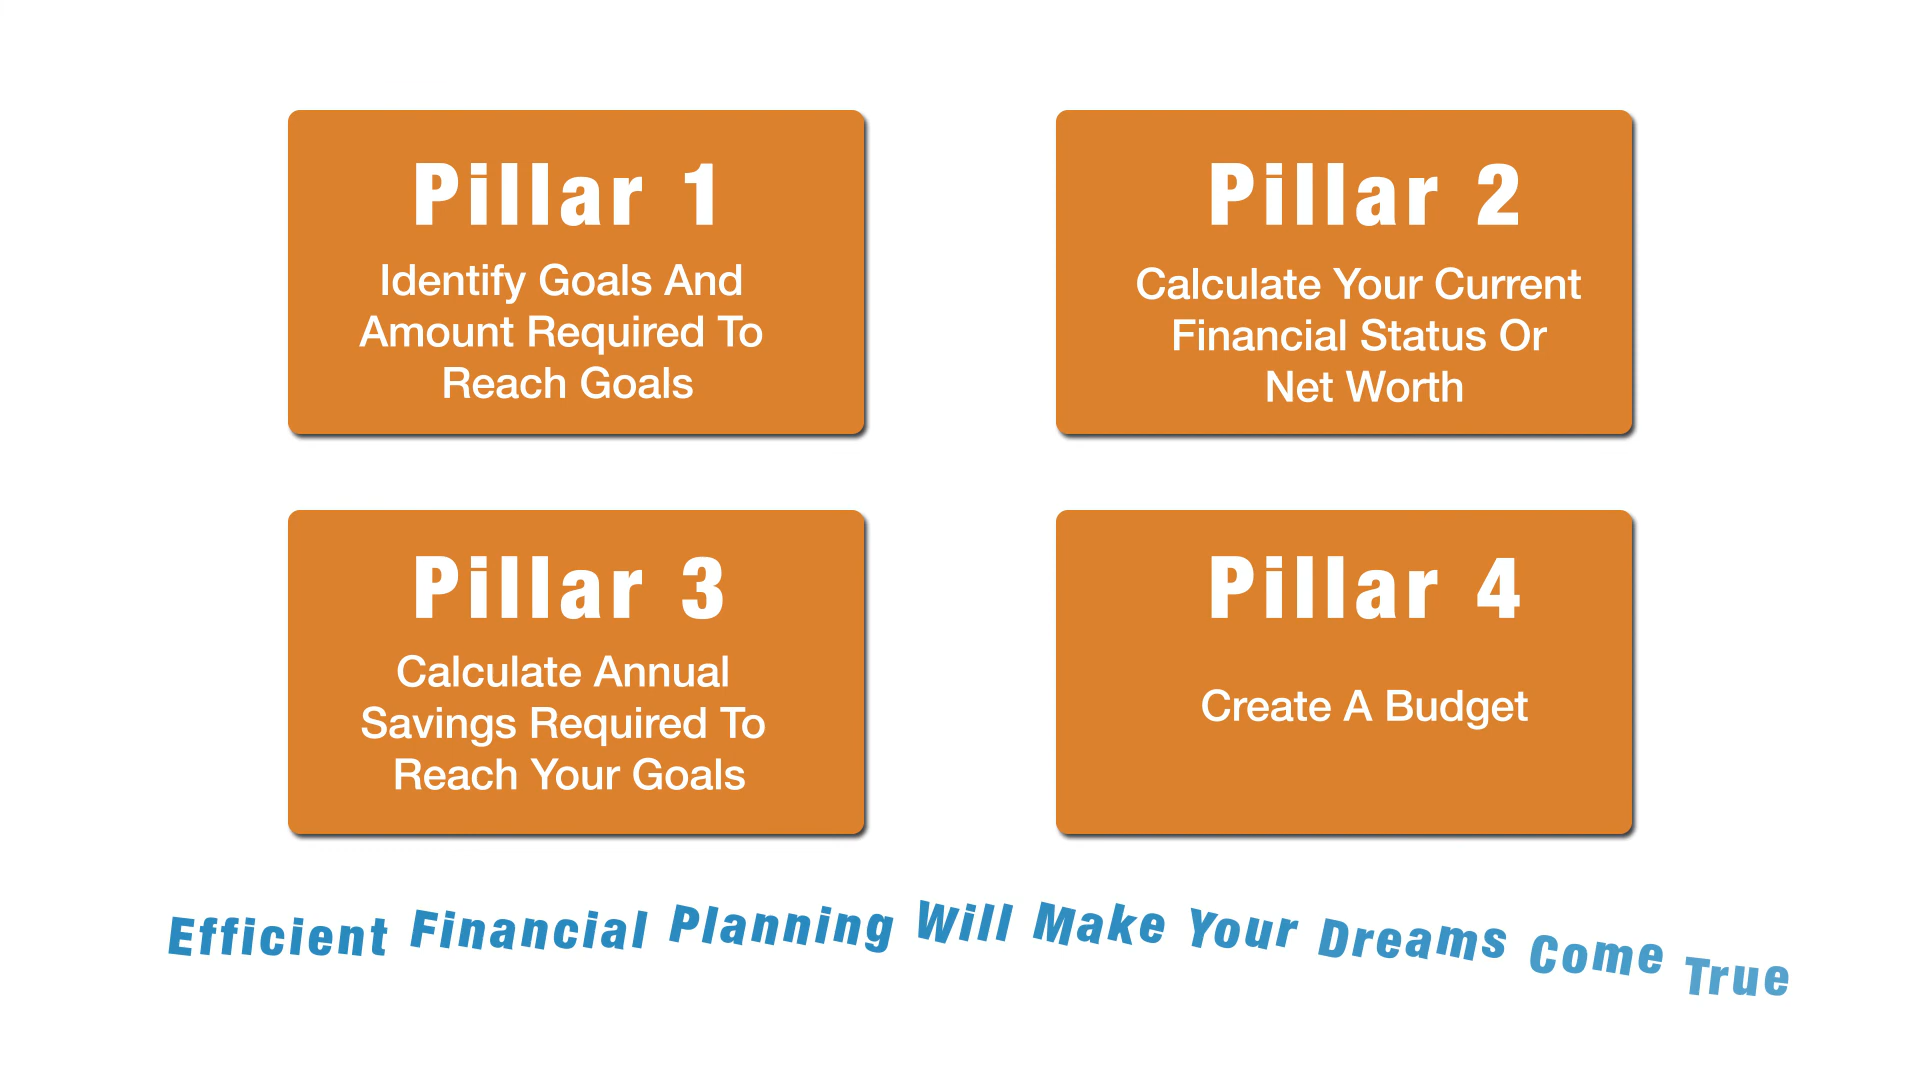 Pillar 1
Identify Goals And
Amount Required To
Reach Goals
Pillar 2
Calculate Your Current
Financial Status Or
Net Worth
Pillar 3
Calculate Annual
Savings Required To
Reach Your Goals
Pillar 4
Create A Budget
Efficient Financial Planning Will Make Your Dreams Come True